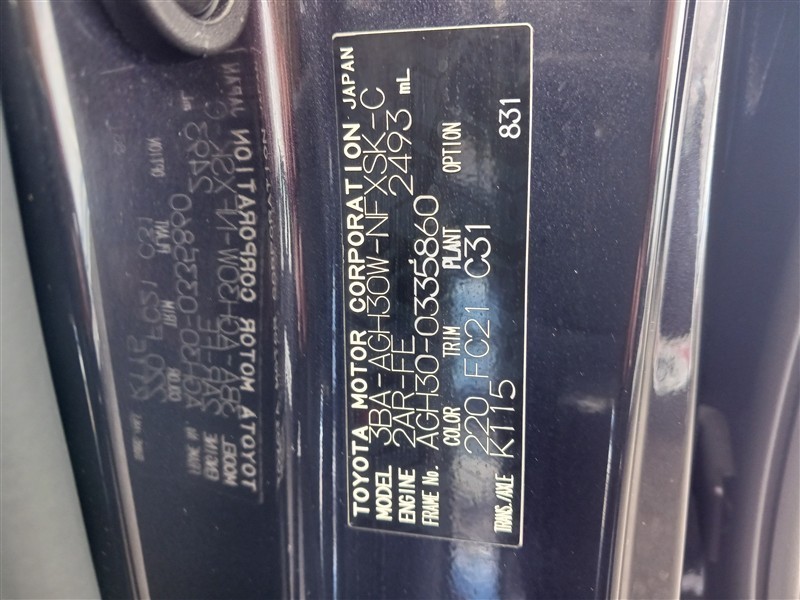 TOYOTA MOTOR CORPORATION JAPAN
MODEL 3BA-AGH30W-NFXSK-C
ENGINE 2AR-FE 2493 mL
FRAME No. AGH30-0335860
COLOR TRIM PLANT OPTION
220 FC21 C31
TRANS./AXLE K115 831